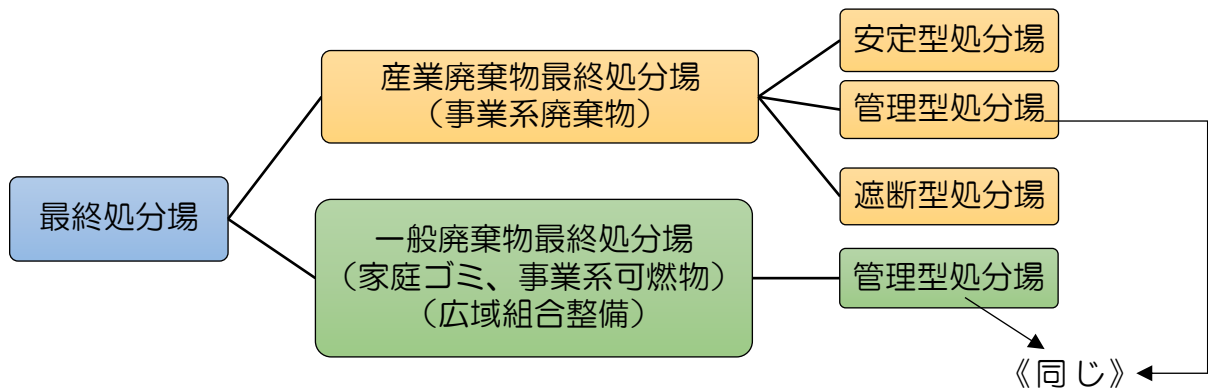 最終処分場
産業廃棄物最終処分場
（事業系廃棄物）
安定型処分場
管理型処分場
遮断型処分場
一般廃棄物最終処分場
（家庭ゴミ、事業系可燃物）
（広域組合整備）
管理型処分場
《同じ》